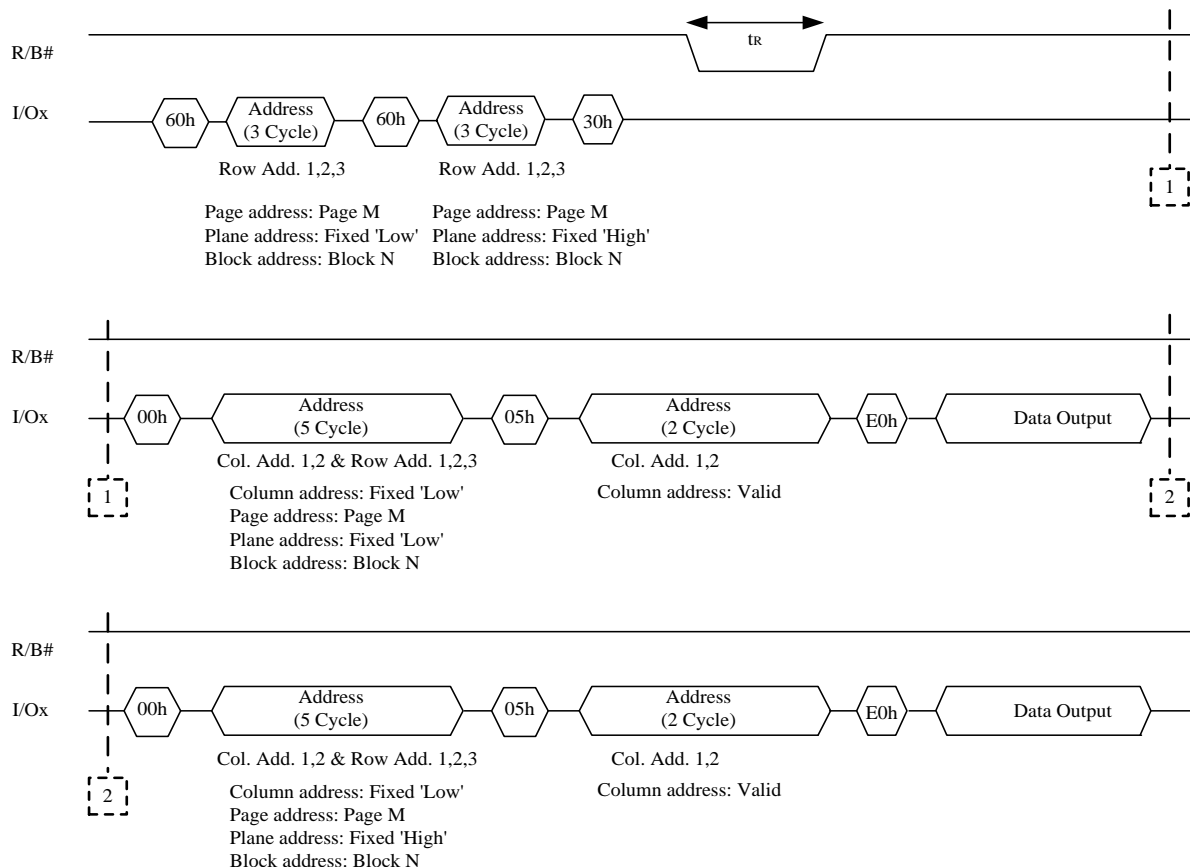 tR
R/B#
I/Ox
60h
Address
(3 Cycle)
60h
Address
(3 Cycle)
30h
Row Add. 1,2,3
Row Add. 1,2,3
1
Page address: Page M
Plane address: Fixed 'Low'
Block address: Block N
Page address: Page M
Plane address: Fixed 'High'
Block address: Block N
R/B#
I/Ox
00h
Address
(5 Cycle)
05h
Address
(2 Cycle)
E0h
Data Output
Col. Add. 1,2 & Row Add. 1,2,3
Col. Add. 1,2
1
Column address: Fixed 'Low'
Page address: Page M
Plane address: Fixed 'Low'
Block address: Block N
Column address: Valid
2
R/B#
I/Ox
00h
Address
(5 Cycle)
05h
Address
(2 Cycle)
E0h
Data Output
Col. Add. 1,2 & Row Add. 1,2,3
Col. Add. 1,2
2
Column address: Fixed 'Low'
Page address: Page M
Plane address: Fixed 'High'
Block address: Block N
Column address: Valid